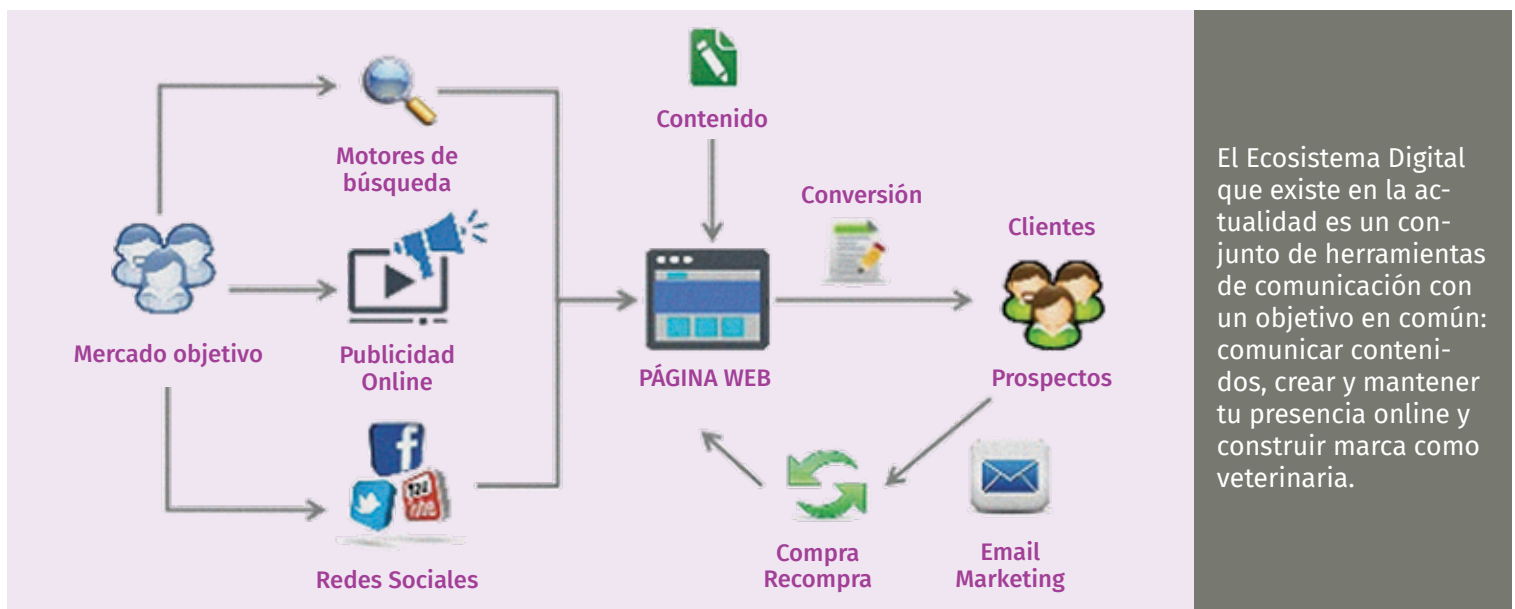 Motores de
búsqueda
Mercado objetivo
Publicidad
Online
Redes Sociales
Contenido
PÁGINA WEB
Conversión
Clientes
Prospectos
Compra
Recompra
Email
Marketing
El Ecosistema Digital
que existe en la ac-
tualidad es un con-
junto de herramientas
de comunicación con
un objetivo en común:
comunicar conteni-
dos, crear y mantener
tu presencia online y
construir marca como
veterinaria.